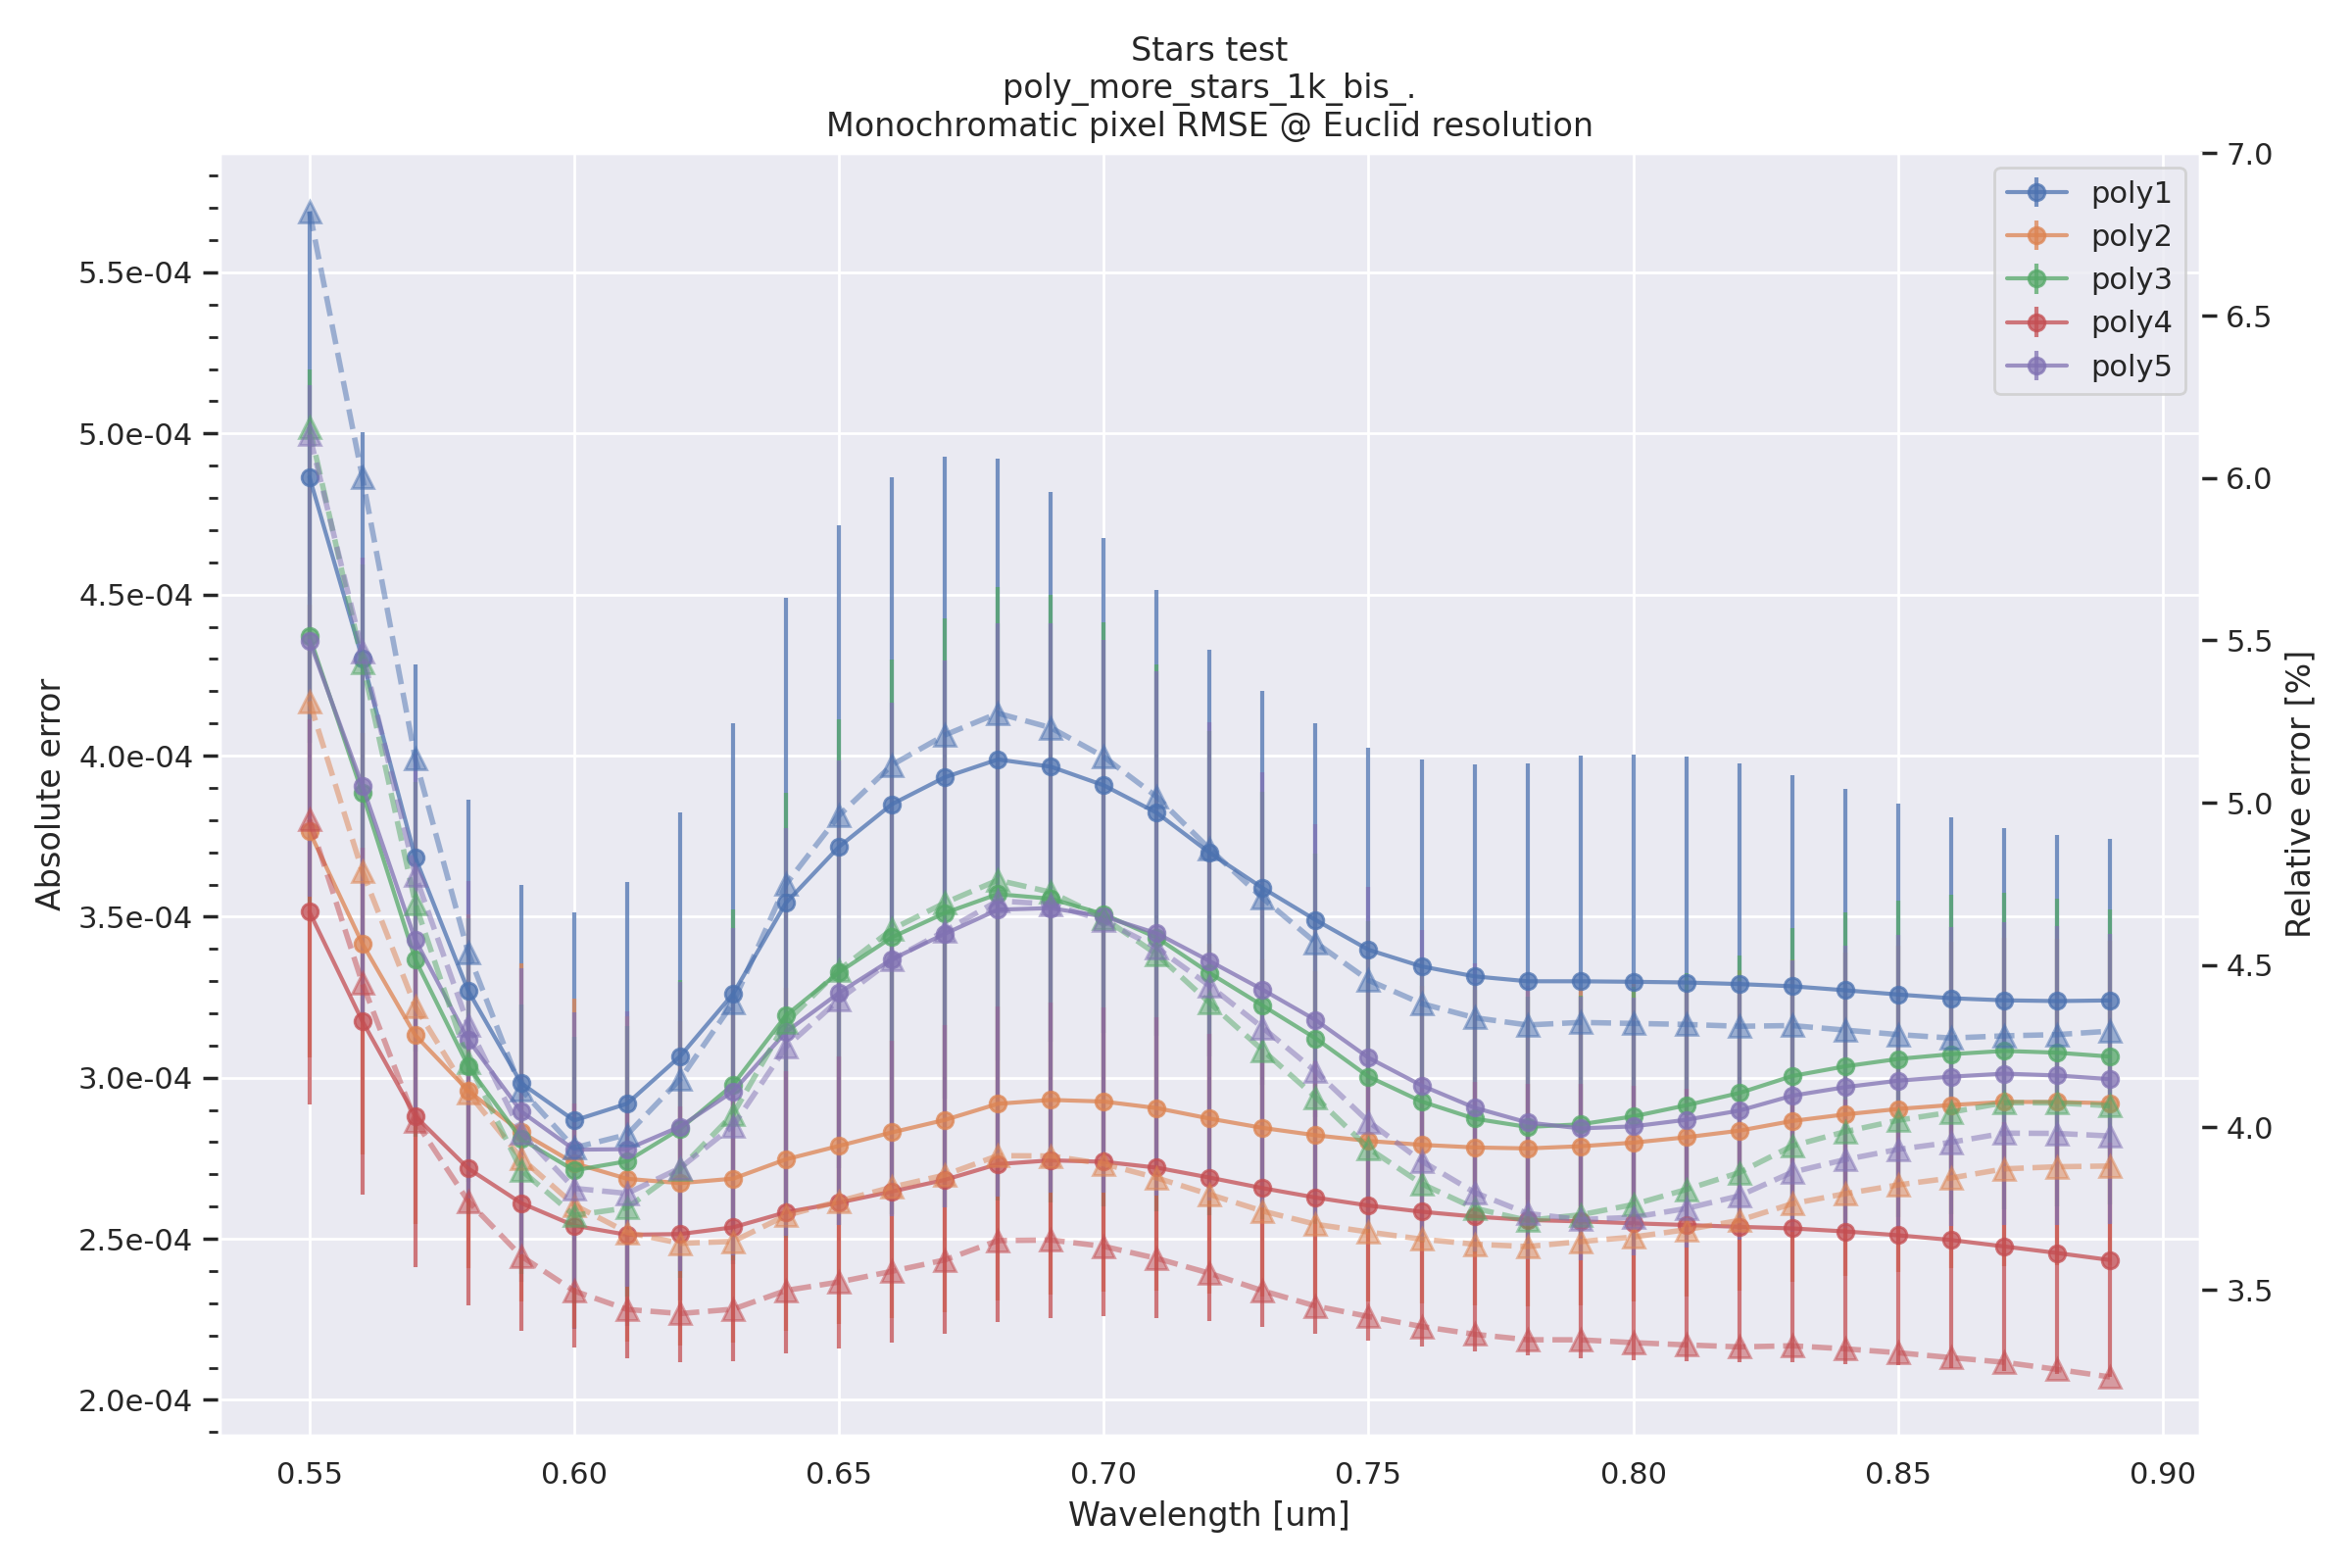 Stars test
poly_more_stars_1k_bis_.
Monochromatic pixel RMSE @ Euclid resolution
Absolute error
5.5e-04
5.0e-04
4.5e-04
4.0e-04
3.5e-04
3.0e-04
2.5e-04
2.0e-04
poly1
poly2
poly3
poly4
poly5
7.0
6.5
6.0
5.5
5.0
4.5
4.0
3.5
Relative error [%]
0.55 0.60 0.65 0.70 0.75 0.80 0.85 0.90
Wavelength [um]